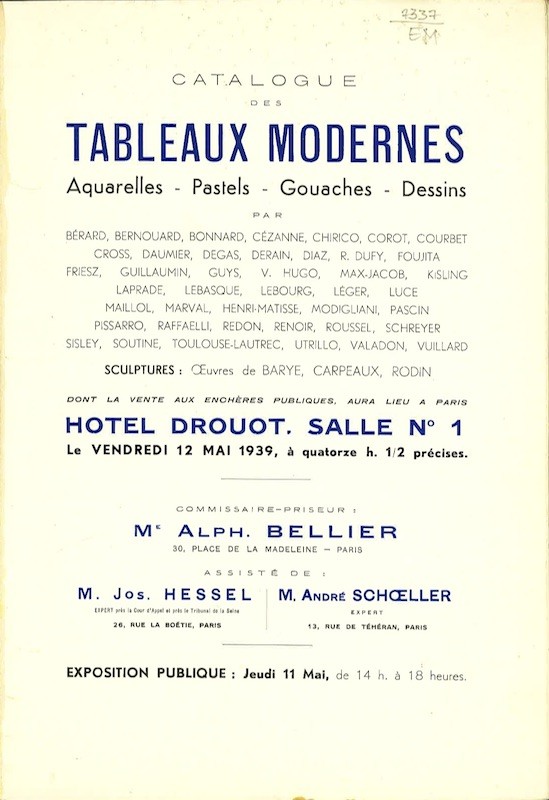 7337
EM
CATALOGUE
DES
TABLEAUX MODERNES
Aquarelles - Pastels - Gouaches - Dessins
PAR
BÉRARD, BERNOUARD, BONNARD, CÉZANNE, CHIRICO, COROT, COURBET
CROSS, DAUMIER, DEGAS, DERAIN, DIAZ, R. DUFY, FOUJITA
FRIESZ, GUILLAUMIN, GUYS, V. HUGO, MAX-JACOB, KISLING
LAPRADE, LEBASQUE, LEBOURG, LÉGER, LUCE
MAILLOL, MARVAL, HENRI-MATISSE, MODIGLIANI, PASCIN
PISSARRO, RAFFAELLI, REDON, RENOIR, ROUSSEL, SCHREYER
SISLEY, SOUTINE, TOULOUSE-LAUTREC, UTRILLO, VALADON, VUILLARD
SCULPTURES : Œuvres de BARYE, CARPEAUX, RODIN
DONT LA VENTE AUX ENCHÈRES PUBLIQUES, AURA LIEU A PARIS
HOTEL DROUOT. SALLE N° 1
Le VENDREDI 12 MAI 1939, à quatorze h. 1/2 précises.
COMMISSAIRE-PRISEUR :
Me ALPH. BELLIER
30, PLACE DE LA MADELEINE — PARIS
ASSISTÉ DE :
M. Jos. HESSEL
EXPERT près la Cour d'Appel et près le Tribunal de la Seine
26, RUE LA BOËTIE, PARIS
M. ANDRÉ SCHŒLLER
EXPERT
13, RUE DE TÉHÉRAN, PARIS
EXPOSITION PUBLIQUE : Jeudi 11 Mai, de 14 h. à 18 heures.